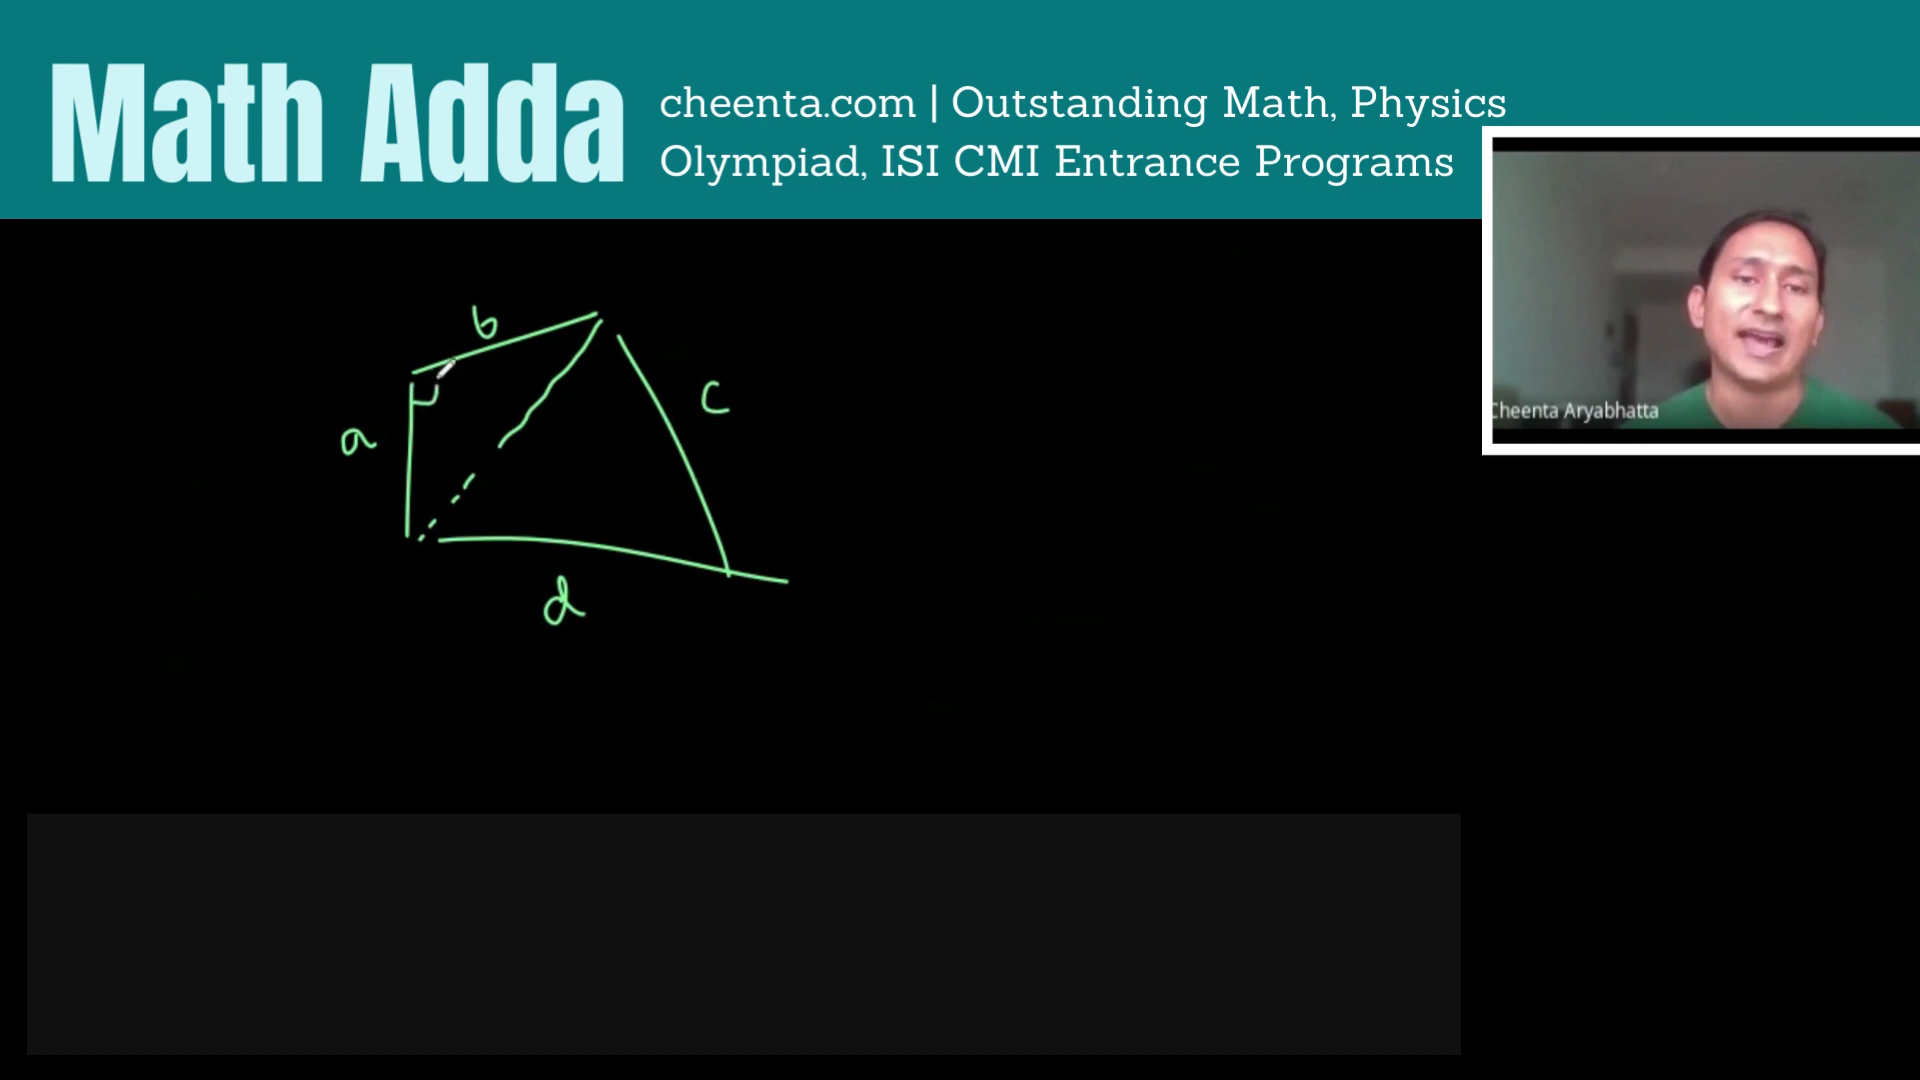 Math Adda
cheenta.com | Outstanding Math, Physics
Olympiad, ISI CMI Entrance Programs
Cheenta Aryabhatta
b
c
a
d